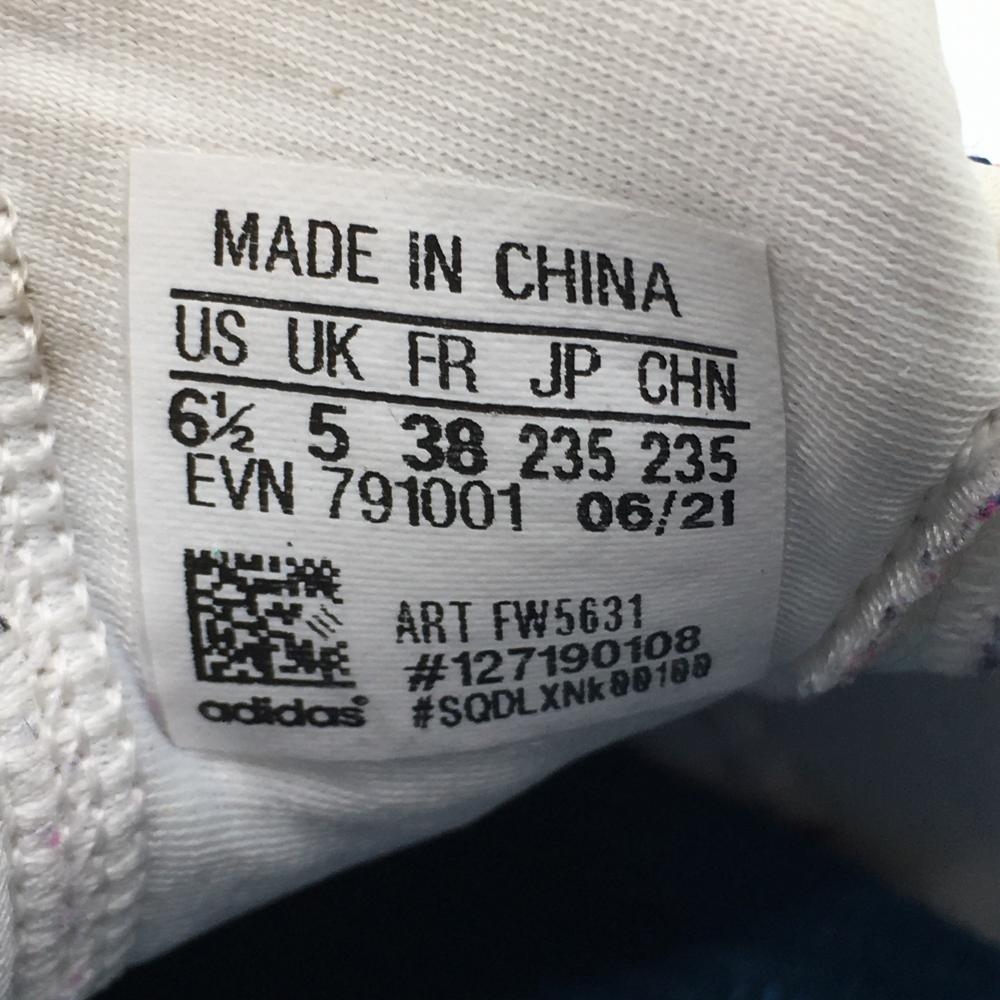 MADE IN CHINA
US UK FR JP CHN
6½ 5 38 235 235
EVN 791001 06/21
ART FW5631
#127190108
#SQDLXNk00100
adidas